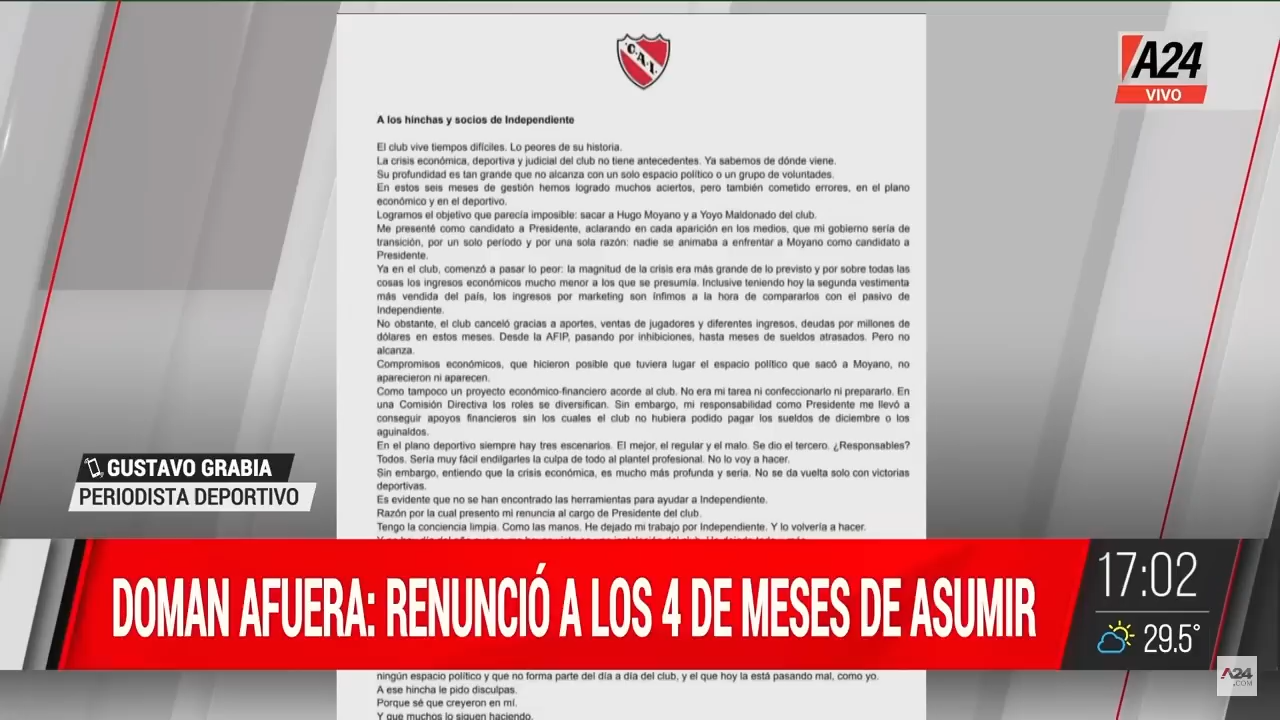 C.A.I.
A24
VIVO
A los hinchas y socios de Independiente
El club vive tiempos difíciles. Lo peores de su historia.
La crisis económica, deportiva y judicial del club no tiene antecedentes. Ya sabemos de dónde viene.
Su profundidad es tan grande que no alcanza con un solo espacio político o un grupo de voluntades.
En estos seis meses de gestión hemos logrado muchos aciertos, pero también cometido errores, en el plano
económico y en el deportivo.
Logramos el objetivo que parecía imposible: sacar a Hugo Moyano y a Yoyo Maldonado del club.
Me presenté como candidato a Presidente, aclarando en cada aparición en los medios, que mi gobierno sería de
transición, por un solo período y por una sola razón: nadie se animaba a enfrentar a Moyano como candidato a
Presidente.
Ya en el club, comenzó a pasar lo peor: la magnitud de la crisis era más grande de lo previsto y por sobre todas las
cosas los ingresos económicos mucho menor a los que se presumía. Inclusive teniendo hoy la segunda vestimenta
más vendida del país, los ingresos por marketing son ínfimos a la hora de compararlos con el pasivo de
Independiente.
No obstante, el club canceló gracias a aportes, ventas de jugadores y diferentes ingresos, deudas por millones de
dólares en estos meses. Desde la AFIP, pasando por inhibiciones, hasta meses de sueldos atrasados. Pero no
alcanza.
Compromisos económicos, que hicieron posible que tuviera lugar el espacio político que sacó a Moyano, no
aparecieron ni aparecen.
Como tampoco un proyecto económico-financiero acorde al club. No era mi tarea ni confeccionarlo ni prepararlo. En
una Comisión Directiva los roles se diversifican. Sin embargo, mi responsabilidad como Presidente me llevó a
conseguir apoyos financieros sin los cuales el club no hubiera podido pagar los sueldos de diciembre o los
aguinaldos.
En el plano deportivo siempre hay tres escenarios. El mejor, el regular y el malo. Se dio el tercero. ¿Responsables?
Todos. Sería muy fácil endilgarles la culpa de todo al plantel profesional. No lo voy a hacer.
Sin embargo, entiendo que la crisis económica, es mucho más profunda y seria. No se da vuelta solo con victorias
deportivas.
Es evidente que no se han encontrado las herramientas para ayudar a Independiente.
Razón por la cual presento mi renuncia al cargo de Presidente del club.
Tengo la conciencia limpia. Como las manos. He dejado mi trabajo por Independiente. Y lo volvería a hacer.
GUSTAVO GRABIA
PERIODISTA DEPORTIVO
DOMAN AFUERA: RENUNCIÓ A LOS 4 DE MESES DE ASUMIR
17:02
29.5°
ningún espacio político y que no forma parte del día a día del club, y el que hoy la está pasando mal, como yo.
A ese hincha le pido disculpas.
Porque sé que creyeron en mí.
Y que muchos lo siguen haciendo.
A24
.COM